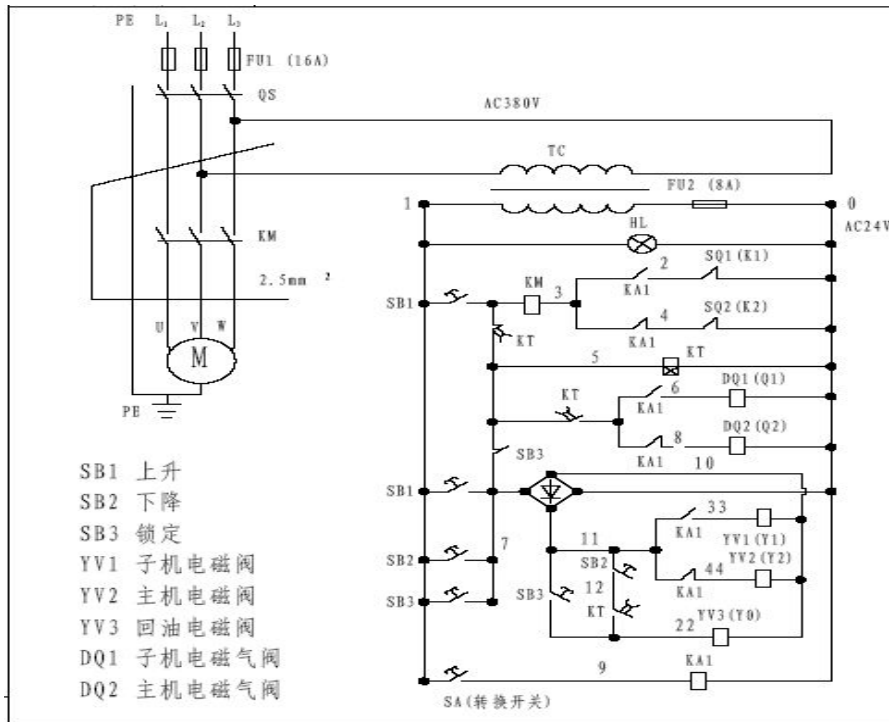 PE L1 L2 L3
FU1 (16A)
QS
AC380V
TC
FU2 (8A)
1
0
HL
AC24V
KM
2
SQ1(K1)
KM
3
KA1
2.5mm ²
SB1
4
SQ2(K2)
U V W
KT
KA1
M
5
KT
KT
6
DQ1(Q1)
KA1
PE
DQ2(Q2)
8
SB3
KA1
10
SB1 上升
SB1
SB2 下降
33
SB3 锁定
7
11
KA1
YV1(Y1)
SB2
YV2(Y2)
YV1 子机电磁阀
SB2
44
YV2 主机电磁阀
SB3
12
KA1
SB3
KT
YV3(Y0)
YV3 回油电磁阀
22
DQ1 子机电磁气阀
9
KA1
DQ2 主机电磁气阀
SA(转换开关)